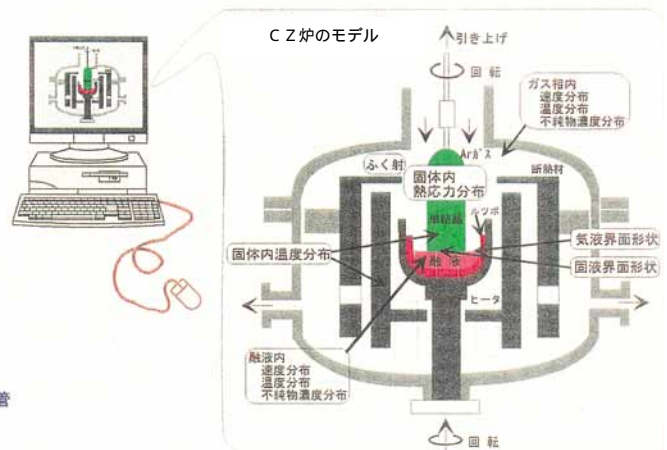 ＣＺ炉のモデル
引き上げ
回 転
ガス相内
速度分布
温度分布
不純物濃度分布
Arガス
ふく射
断熱材
固体内
熱応力分布
ルツボ
単結晶
気液界面形状
固体内温度分布
融 液
固液界面形状
ヒータ
融液内
速度分布
温度分布
不純物濃度分布
管
回 転